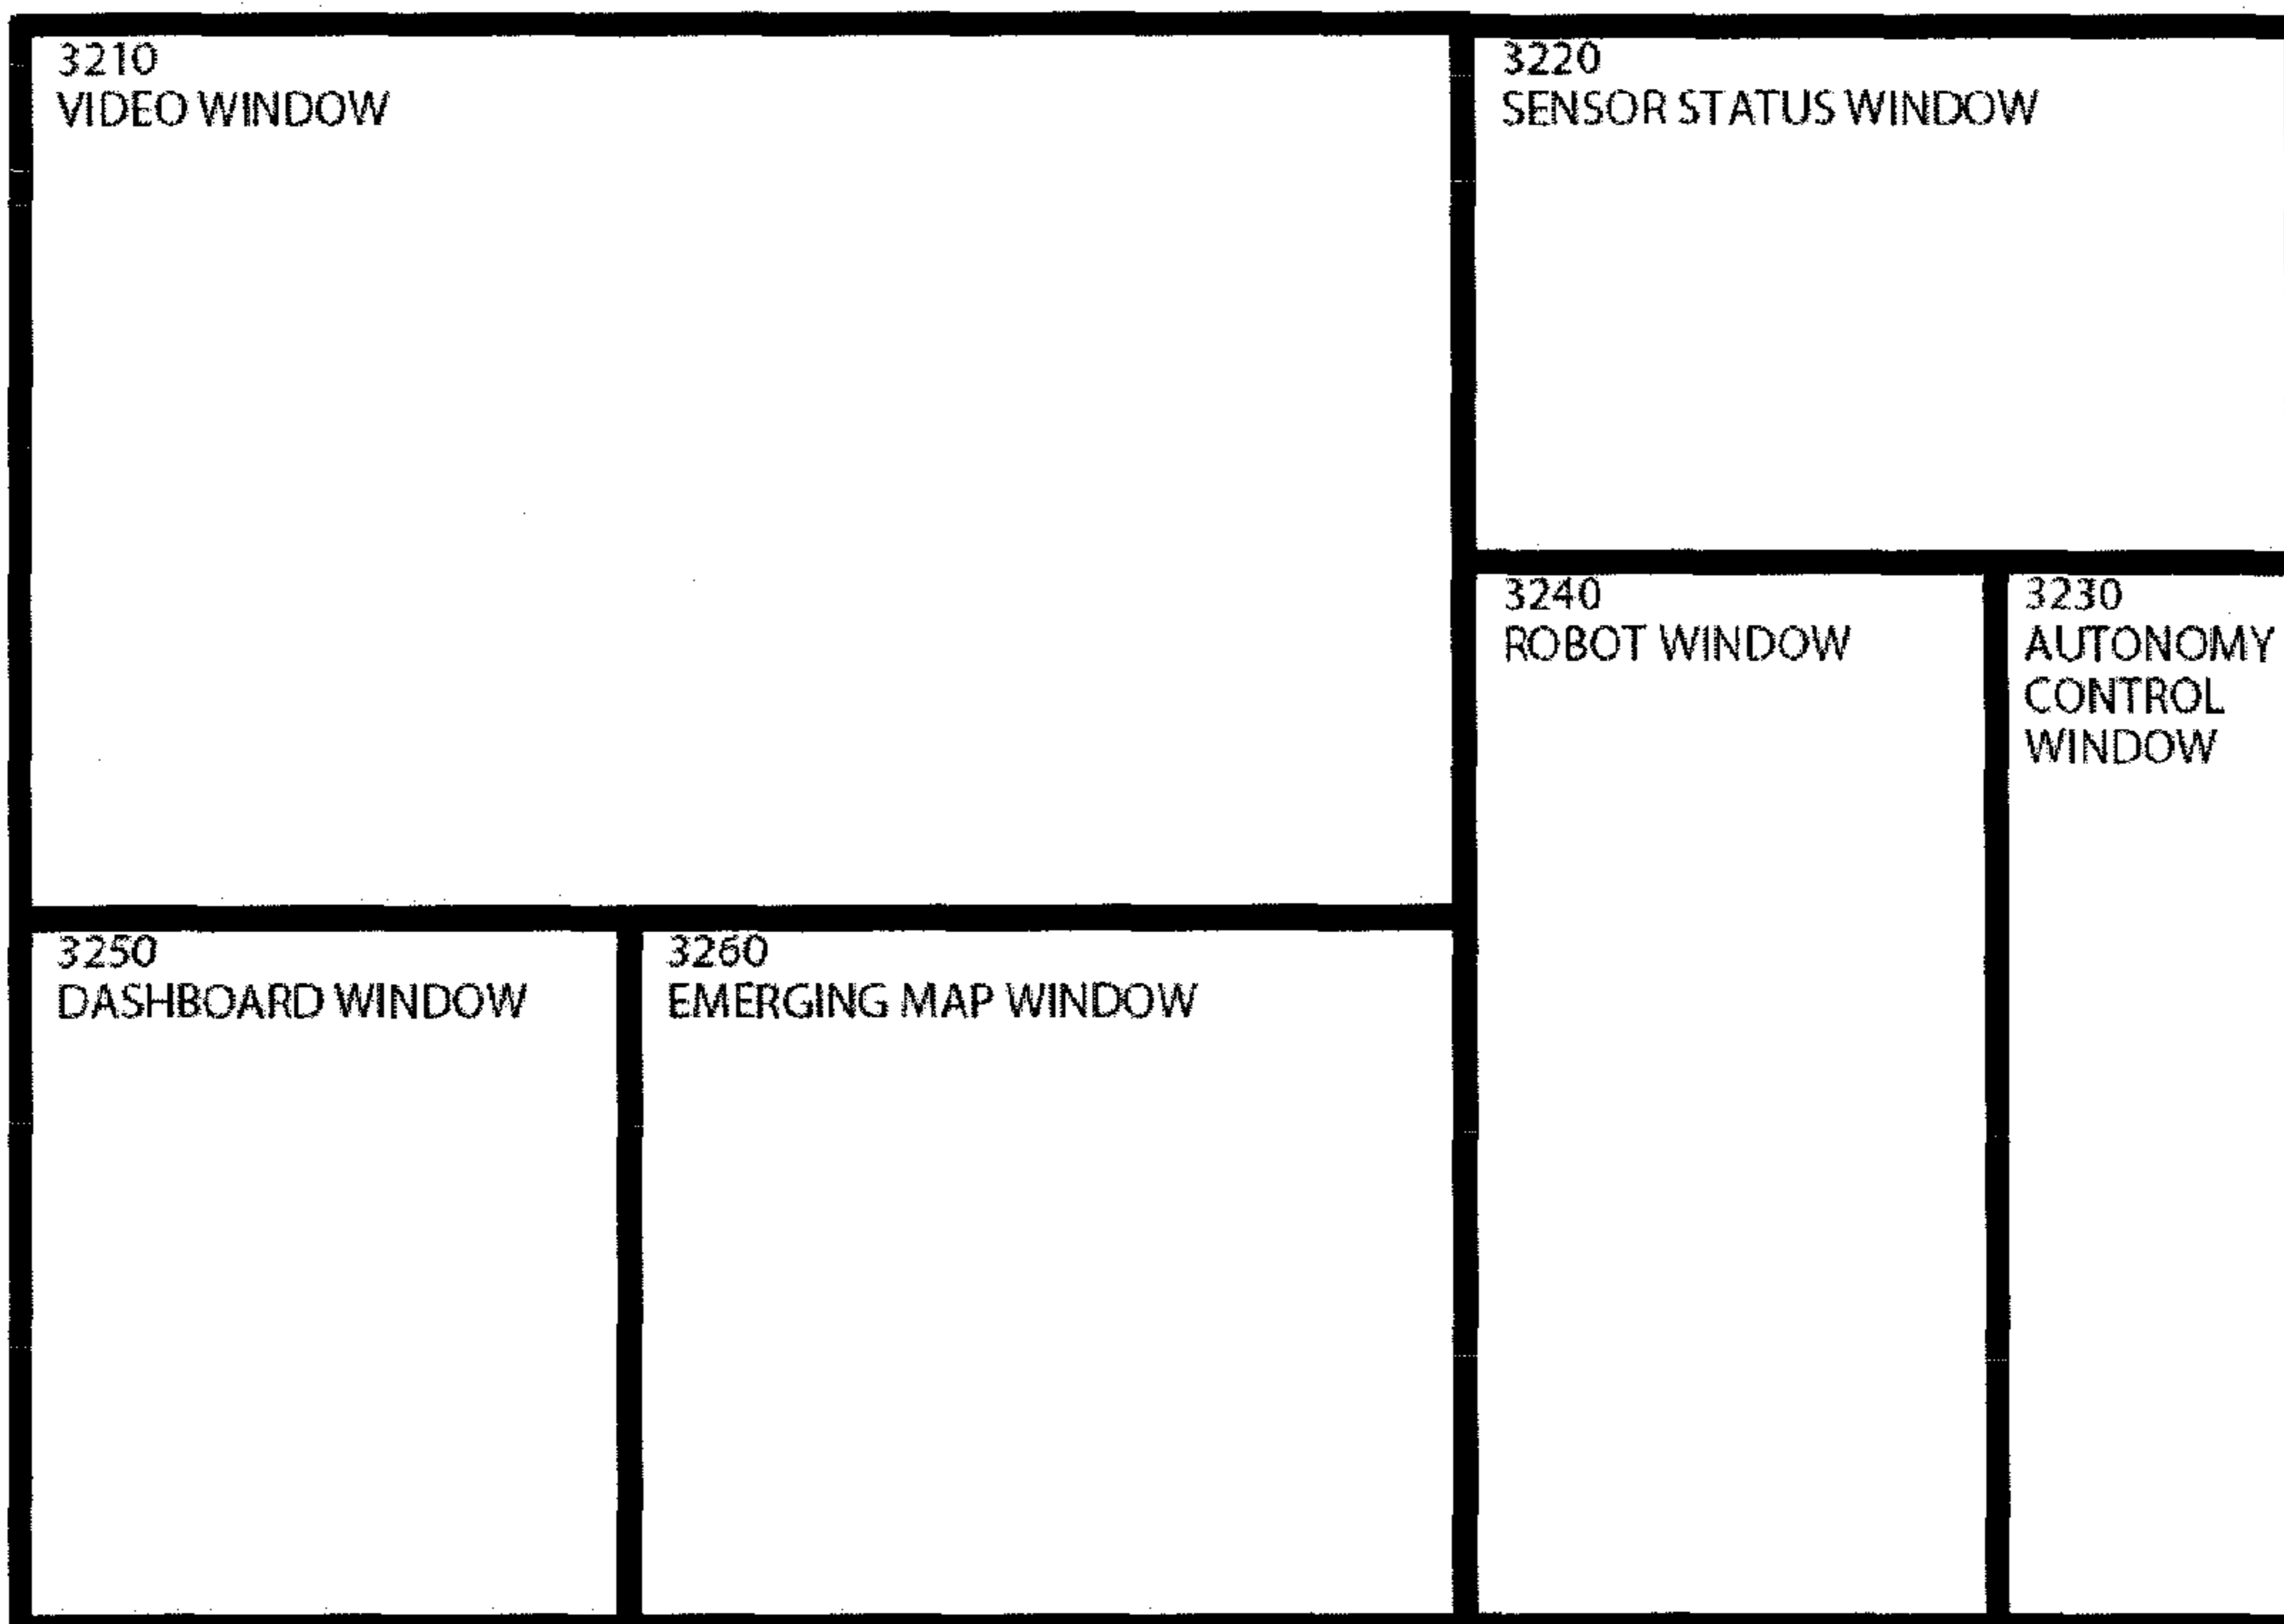 3210
VIDEO WINDOW
3220
SENSOR STATUS WINDOW
3240
ROBOT WINDOW
3230
AUTONOMY
CONTROL
WINDOW
3250
DASHBOARD WINDOW
3260
EMERGING MAP WINDOW